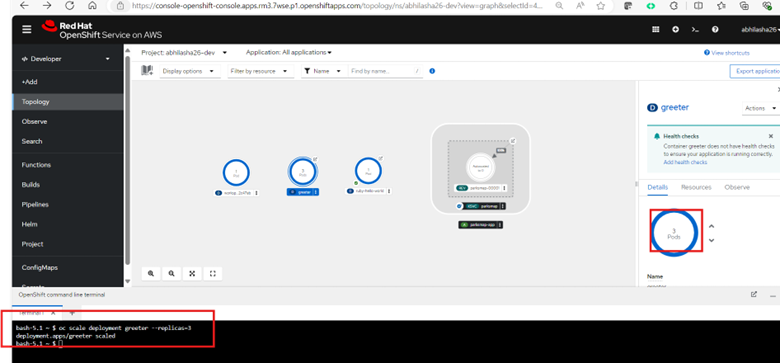 https://console-openshift-console.apps.rm3.7wse.p1.openshiftapps.com/topology/ns/abhilasha26-dev?view=graph&selectId=4...
Red Hat
OpenShift Service on AWS
abhilasha26
Developer
+Add
Topology
Observe
Search
Functions
Builds
Pipelines
Helm
Project
ConfigMaps
Project: abhilasha26-dev
Application: All applications
View shortcuts
Display options
Filter by resource
Name
Find by name...
/
Export applicatio
D greeter
3
Pods
D greeter
Actions
Health checks
Container greeter does not have health checks
to ensure your application is running correctly.
Add health checks
Details
Resources
Observe
3
Pods
Name
OpenShift command line terminal
Terminal 1
bash-5.1 ~ $ oc scale deployment greeter --replicas=3
deployment.apps/greeter scaled
bash-5.1 ~ $